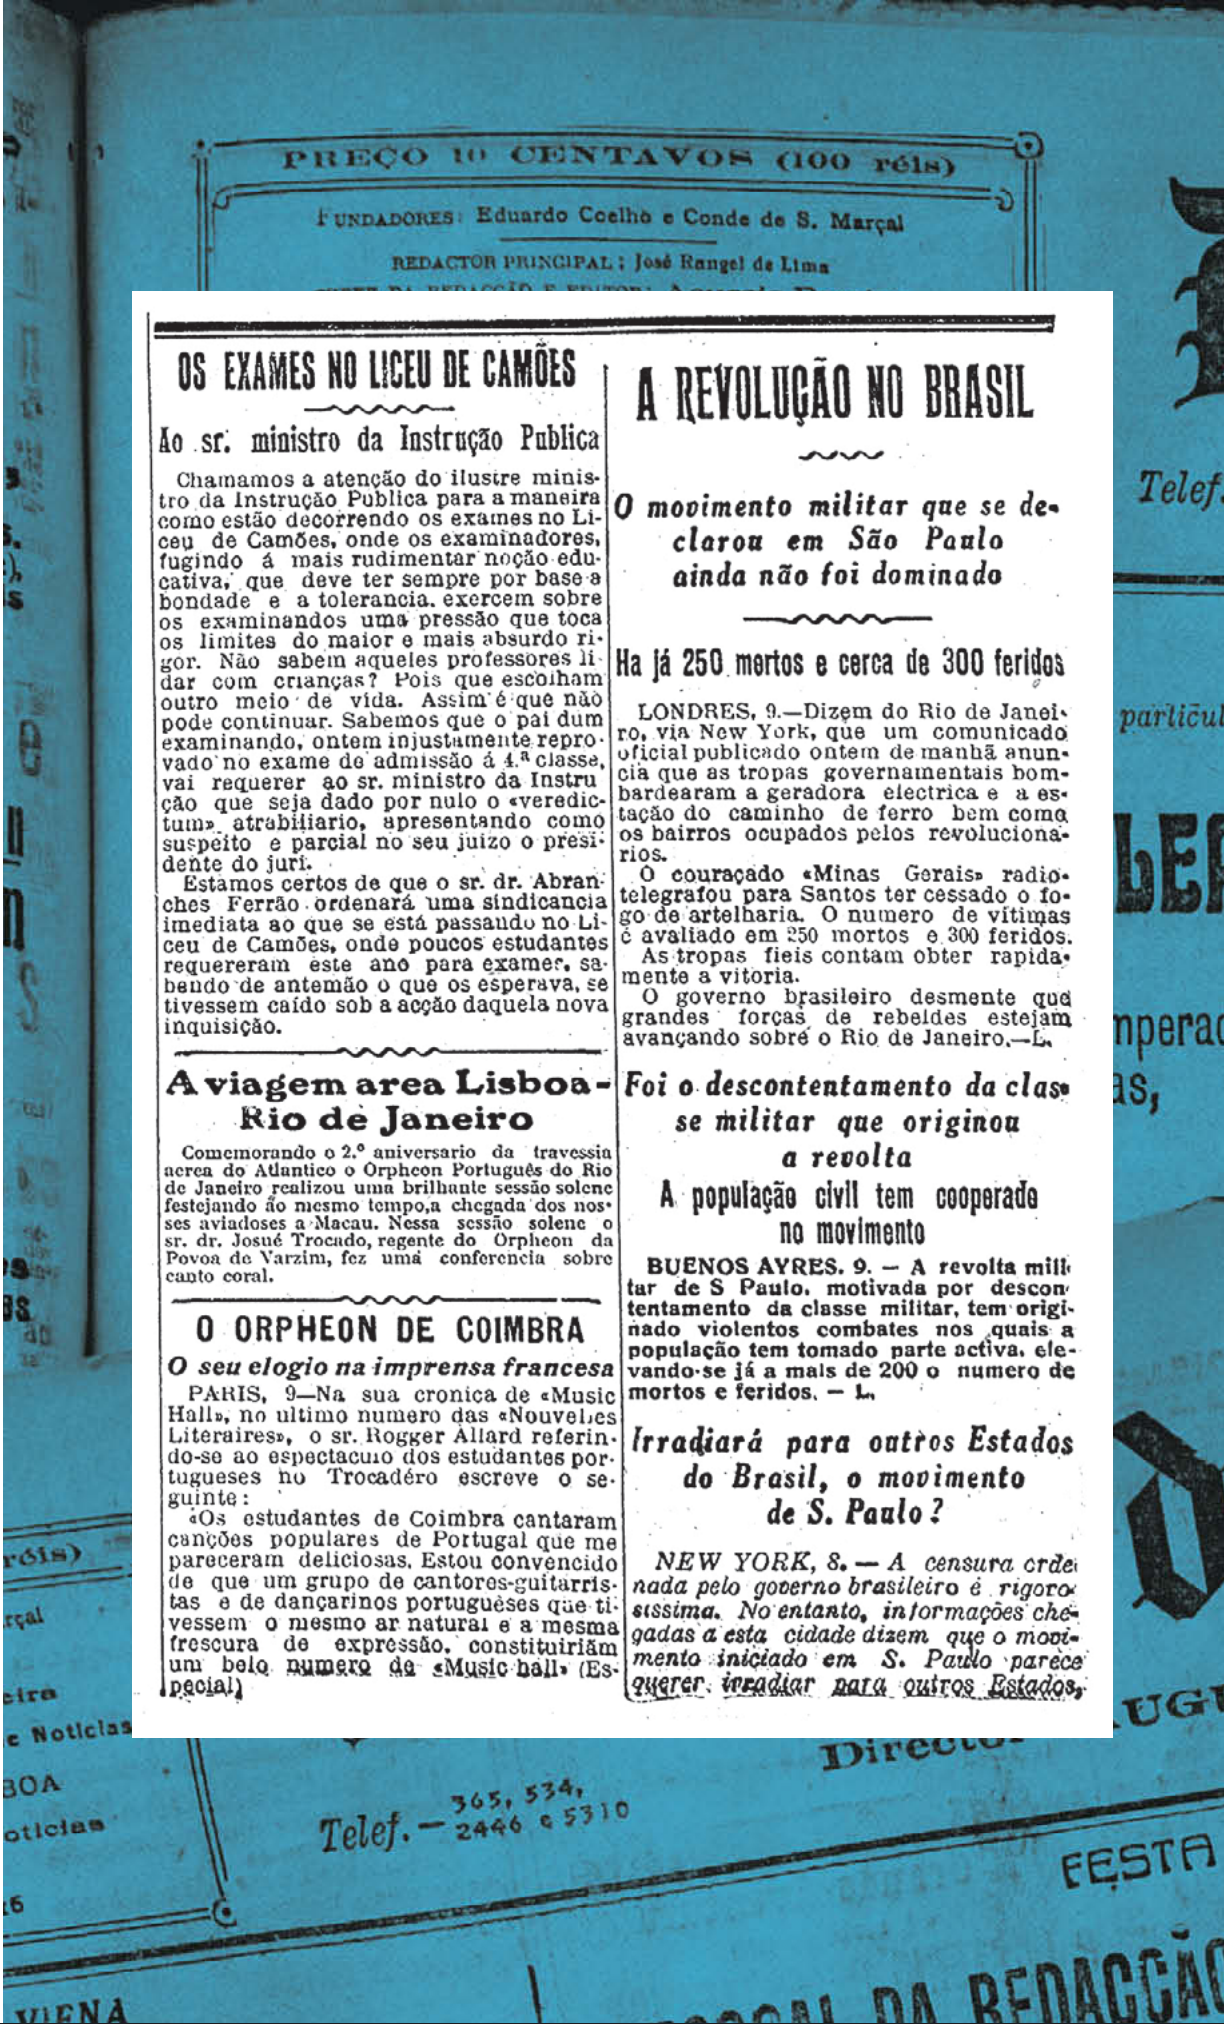 PREÇO 10 CENTAVOS (100 réis)
FUNDADORES: Eduardo Coelho e Conde de S. Marçal
REDACTOR PRINCIPAL: José Rangel de Lima
Telef.
particul
OS EXAMES NO LICEU DE CAMÕES
Ao sr. ministro da Instrução Publica
Chamamos a atenção do ilustre minis-
tro da Instrução Publica para a maneira
como estão decorrendo os exames no Li-
ceu de Camões, onde os examinadores,
fugindo á mais rudimentar noção edu-
cativa, que deve ter sempre por base a
bondade e a tolerancia. exercem sobre
os examinandos uma pressão que toca
os limites do maior e mais absurdo ri-
gor. Não sabem aqueles professores li-
dar com crianças? Pois que escolham
outro meio de vida. Assim é que não
pode continuar. Sabemos que o pai dum
examinando, ontem injustamente repro-
vado no exame de admissão á 4.ª classe,
vai requerer ao sr. ministro da Instru
ção que seja dado por nulo o «veredic-
tum» atrabiliario, apresentando como
suspeito e parcial no seu juizo o presi-
dente do juri.
Estamos certos de que o sr. dr. Abran-
ches Ferrão ordenará uma sindicancia
imediata ao que se está passando no Li-
ceu de Camões, onde poucos estudantes
requereram este ano para exames, sa-
bendo de antemão o que os esperava, se
tivessem caído sob a acção daquela nova
inquisição.
A viagem area Lisboa-
Rio de Janeiro
Comemorando o 2.º aniversario da travessia
aerea do Atlantico o Orpheon Português do Rio
de Janeiro realizou uma brilhante sessão solene
festejando ao mesmo tempo,a chegada dos nos-
ses aviadoses a Macau. Nessa sessão solene o
sr. dr. Josué Trocado, regente do Orpheon da
Povoa de Varzim, fez uma conferencia sobre
canto coral.
O ORPHEON DE COIMBRA
O seu elogio na imprensa francesa
PARIS, 9—Na sua cronica de «Music
Hall», no ultimo numero das «Nouvelles
Literaires», o sr. Rogger Allard referin-
do-se ao espectaculo dos estudantes por-
tugueses no Trocadéro escreve o se-
guinte:
«Os estudantes de Coimbra cantaram
canções populares de Portugal que me
pareceram deliciosas. Estou convencido
de que um grupo de cantores-guitarris-
tas e de dançarinos portuguêses que ti-
vessem o mesmo ar natural e a mesma
frescura de expressão, constituiriam
um belo numero de «Music hall» (Es-
pecial)
A REVOLUÇÃO NO BRASIL
O movimento militar que se de-
clarou em São Paulo
ainda não foi dominado
Ha já 250 mortos e cerca de 300 feridos
LONDRES, 9.—Dizem do Rio de Janei-
ro, via New York, que um comunicado
oficial publicado ontem de manhã anun-
cia que as tropas governamentais bom-
bardearam a geradora electrica e a es-
tação do caminho de ferro bem como
os bairros ocupados pelos revoluciona-
rios.
O couraçado «Minas Gerais» radio-
telegrafou para Santos ter cessado o fo-
go de artelharia. O numero de vitimas
é avaliado em 250 mortos e 300 feridos.
As tropas fieis contam obter rapida-
mente a vitoria.
O governo brasileiro desmente que
grandes forças de rebeldes estejam
avançando sobre o Rio de Janeiro.—L.
Foi o descontentamento da clas-
se militar que originou
a revolta
A população civil tem cooperado
no movimento
BUENOS AYRES. 9. — A revolta mili
tar de S Paulo. motivada por descon
tentamento da classe militar, tem origi-
nado violentos combates nos quais a
população tem tomado parte activa, ele-
vando-se já a mais de 200 o numero de
mortos e feridos. — L.
Irradiará para outros Estados
do Brasil, o movimento
de S. Paulo?
NEW YORK, 8. — A censura orde
nada pelo governo brasileiro é rigoro
sissima. No entanto, informações che-
gadas a esta cidade dizem que o movi-
mento iniciado em S. Paulo parece
querer irradiar para outros Estados,
réis)
e Noticias
BOA
oticias
Telef.— 365, 534,
2446 e 5310
Director
AUGU
FESTA
VIENA
DA REDACÇÃO